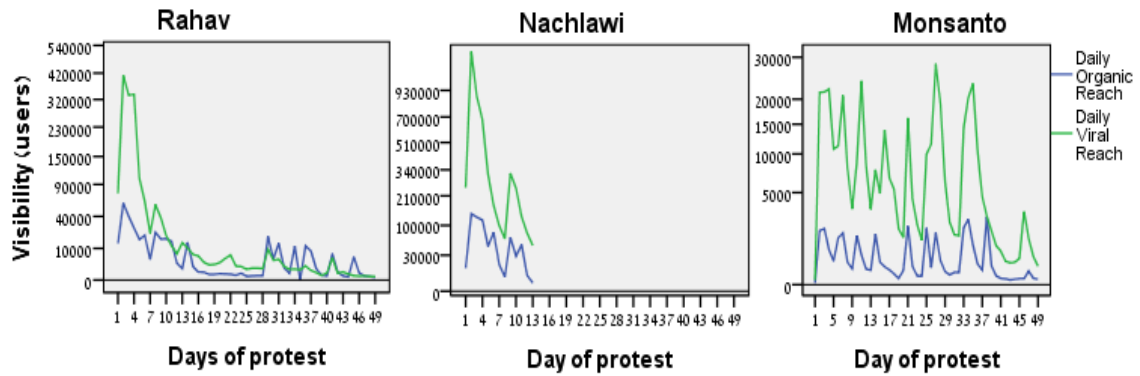 Rahav
Nachlawi
Monsanto
Visibility (users)
540000
420000
320000
230000
150000
90000
40000
10000
0
1 4 7 10 13 16 19 22 25 28 31 34 37 40 43 46 49
Days of protest
930000
700000
510000
340000
210000
100000
30000
0
1 4 7 10 13 16 19 22 25 28 31 34 37 40 43 46 49
Day of protest
30000
20000
15000
10000
5000
0
1 5 9 13 17 21 25 29 33 37 41 45 49
Day of protest
Daily
Organic
Reach
Daily
Viral
Reach